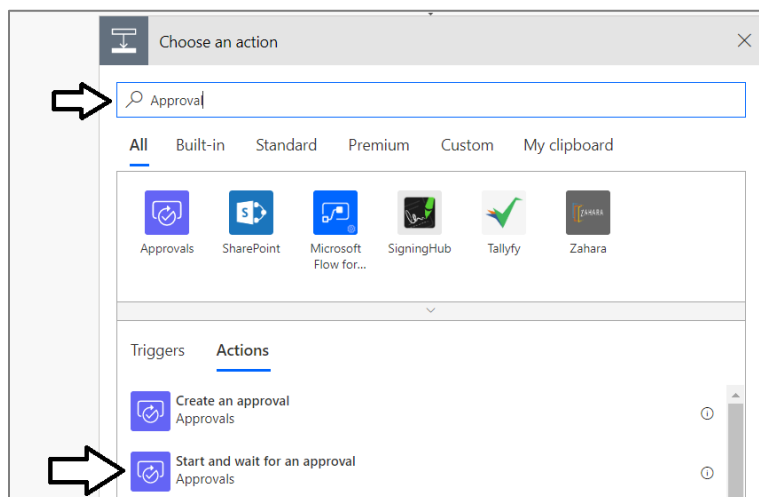 Choose an action
Approval
All Built-in Standard Premium Custom My clipboard
Approvals SharePoint Microsoft Flow for... SigningHub Tallyfy Zahara
ZAHARA
Triggers Actions
Create an approval
Approvals
Start and wait for an approval
Approvals